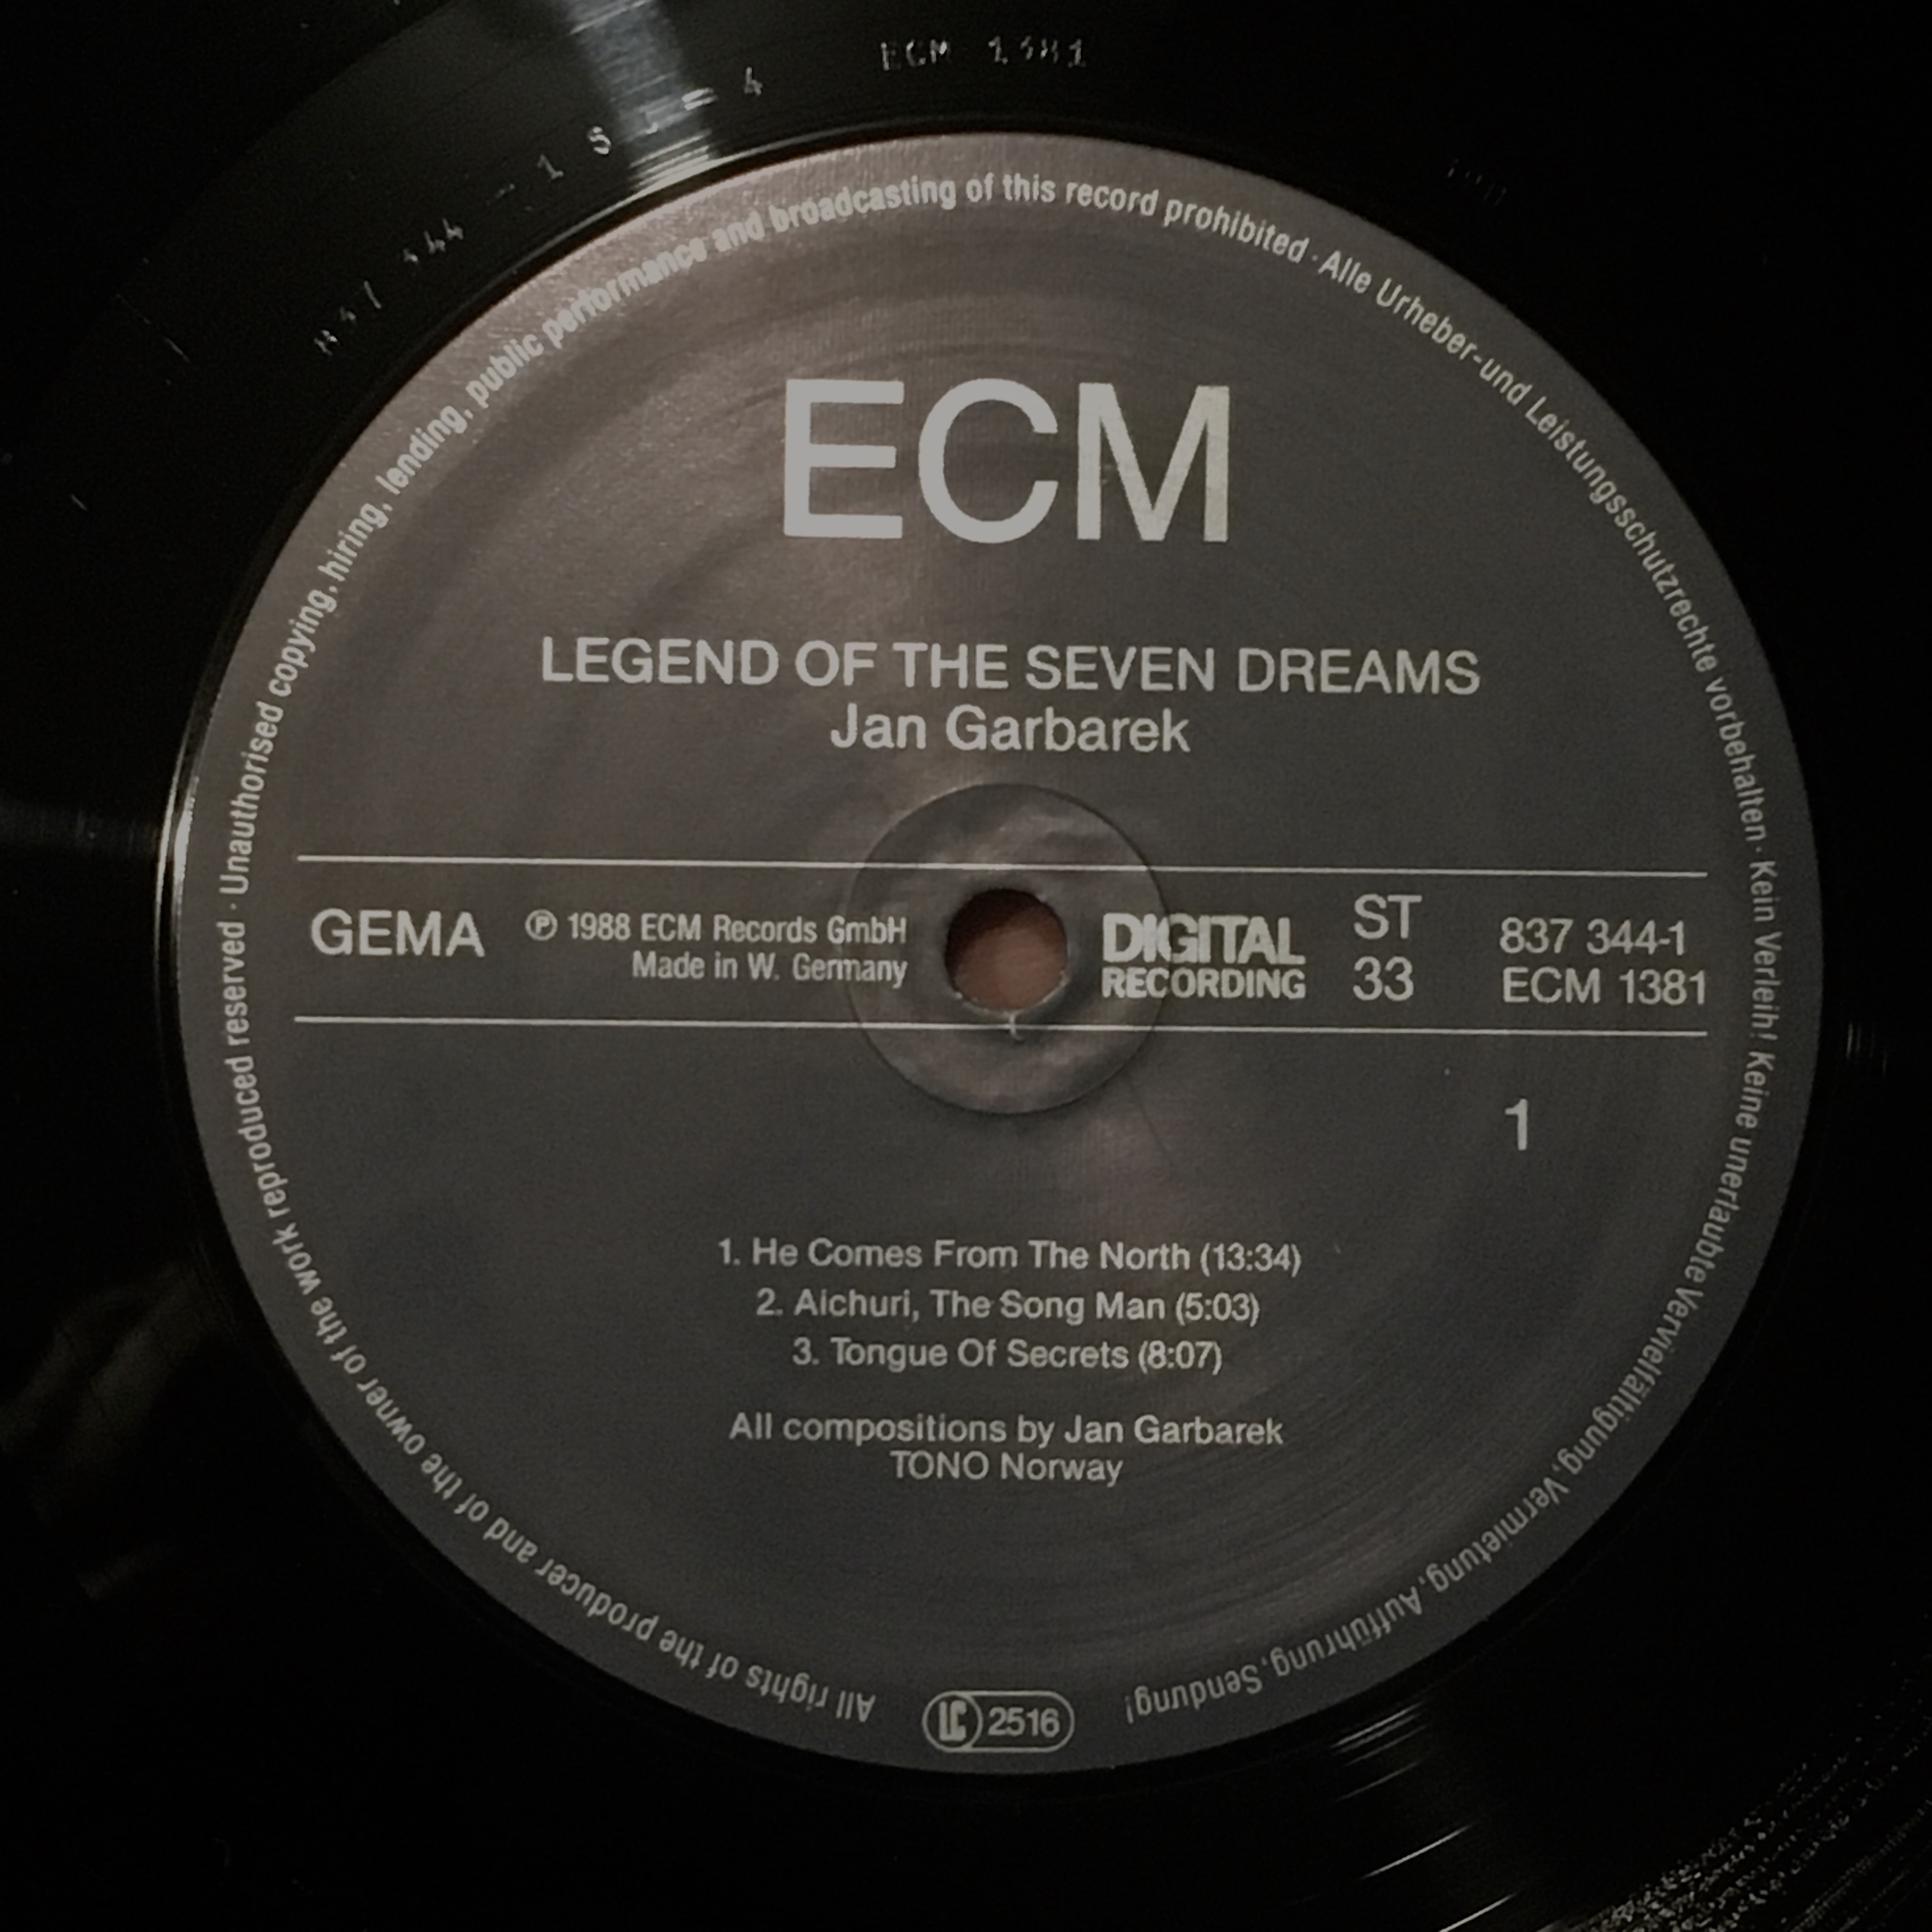 ECM 1381
ECM
LEGEND OF THE SEVEN DREAMS
Jan Garbarek
GEMA
℗ 1988 ECM Records GmbH
Made in W. Germany
DIGITAL
RECORDING
ST
33
837 344-1
ECM 1381
1
1. He Comes From The North (13:34)
2. Aichuri, The Song Man (5:03)
3. Tongue Of Secrets (8:07)
All compositions by Jan Garbarek
TONO Norway
All rights of the producer and of the owner of the work reproduced reserved · Unauthorised copying, hiring, lending, public performance and broadcasting of this record prohibited · Alle Urheber-und Leistungsschutzrechte vorbehalten · Kein Verleih! Keine unerlaubte Vervielfältigung, Vermietung, Aufführung, Sendung!
LC 2516